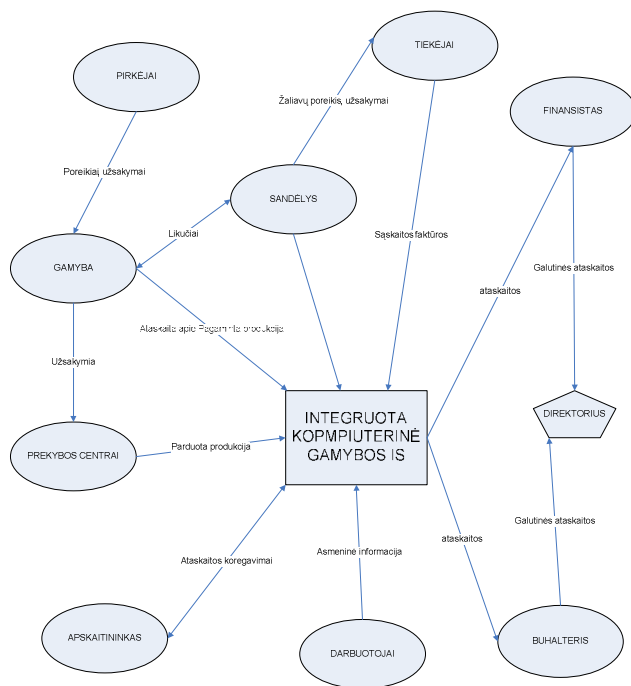 TIEKĖJAI
PIRKĖJAI
Žaliavų poreikis, užsakymai
FINANSISTAS
Poreikiai, užsakymai
SANDĖLYS
Likučiai
Sąskaitos faktūros
GAMYBA
Galutinės ataskaitos
ataskaitos
Ataskaita apie Pagamintą produkciją
Užsakymia
INTEGRUOTA
KOPMPIUTERINĖ
GAMYBOS IS
DIREKTORIUS
Parduota produkcija
PREKYBOS CENTRAI
Galutinės ataskaitos
ataskaitos
Asmeninė informacija
Ataskaitos koregavimai
APSKAITININKAS
DARBUOTOJAI
BUHALTERIS